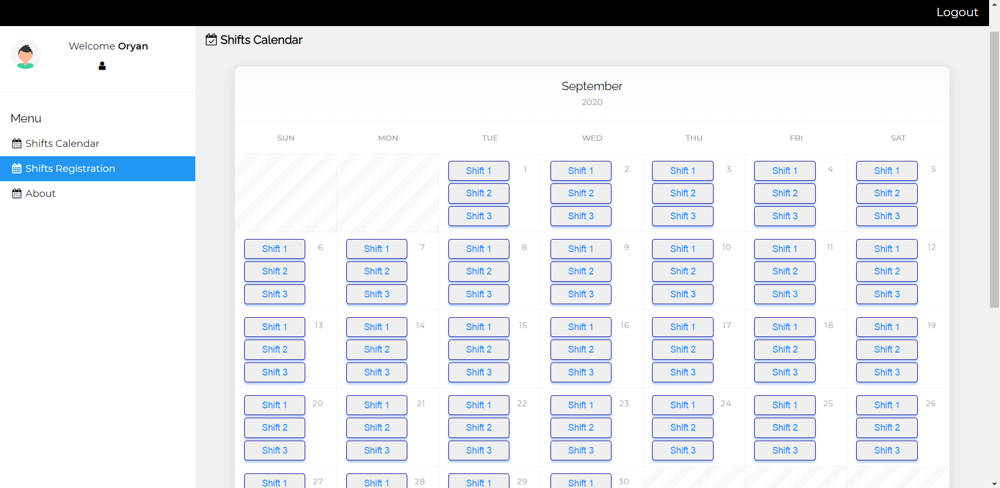 Logout
Welcome Oryan
Menu
Shifts Calendar
Shifts Registration
About
Shifts Calendar
September
2020
SUN MON TUE WED THU FRI SAT
Shift 1 1 Shift 1 2 Shift 1 3 Shift 1 4 Shift 1 5
Shift 2 Shift 2 Shift 2 Shift 2 Shift 2
Shift 3 Shift 3 Shift 3 Shift 3 Shift 3
Shift 1 6 Shift 1 7 Shift 1 8 Shift 1 9 Shift 1 10 Shift 1 11 Shift 1 12
Shift 2 Shift 2 Shift 2 Shift 2 Shift 2 Shift 2 Shift 2
Shift 3 Shift 3 Shift 3 Shift 3 Shift 3 Shift 3 Shift 3
Shift 1 13 Shift 1 14 Shift 1 15 Shift 1 16 Shift 1 17 Shift 1 18 Shift 1 19
Shift 2 Shift 2 Shift 2 Shift 2 Shift 2 Shift 2 Shift 2
Shift 3 Shift 3 Shift 3 Shift 3 Shift 3 Shift 3 Shift 3
Shift 1 20 Shift 1 21 Shift 1 22 Shift 1 23 Shift 1 24 Shift 1 25 Shift 1 26
Shift 2 Shift 2 Shift 2 Shift 2 Shift 2 Shift 2 Shift 2
Shift 3 Shift 3 Shift 3 Shift 3 Shift 3 Shift 3 Shift 3
Shift 1 27 Shift 1 28 Shift 1 29 Shift 1 30